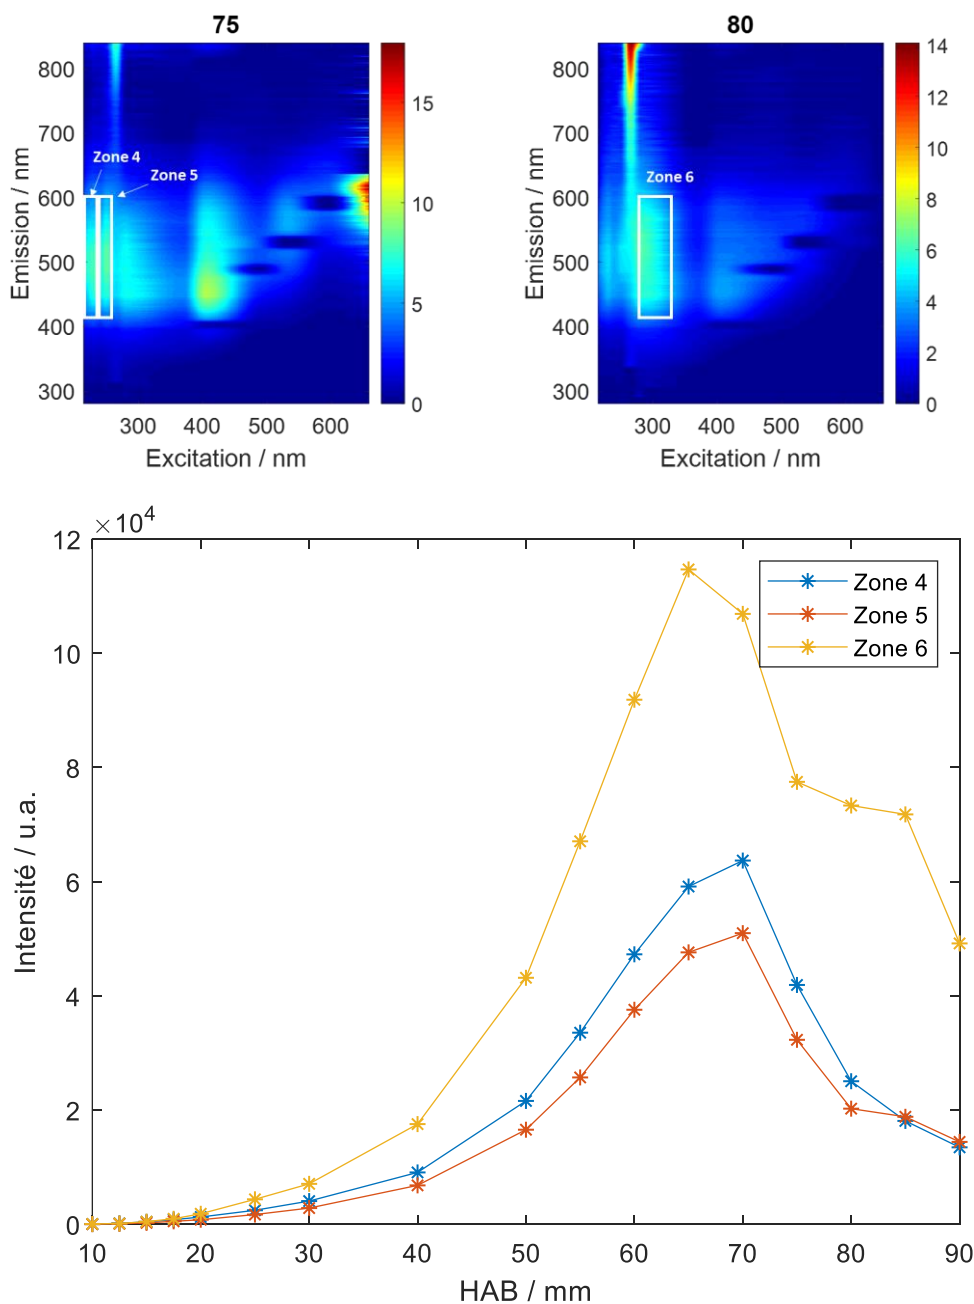 75
800
700
600
500
400
300
Emission / nm
Zone 4
Zone 5
300 400 500 600
Excitation / nm
15
10
5
0
80
800
700
600
500
400
300
Emission / nm
Zone 6
300 400 500 600
Excitation / nm
14
12
10
8
6
4
2
0
×10⁴
12
10
8
6
4
2
0
Intensité / u.a.
Zone 4
Zone 5
Zone 6
10 20 30 40 50 60 70 80 90
HAB / mm